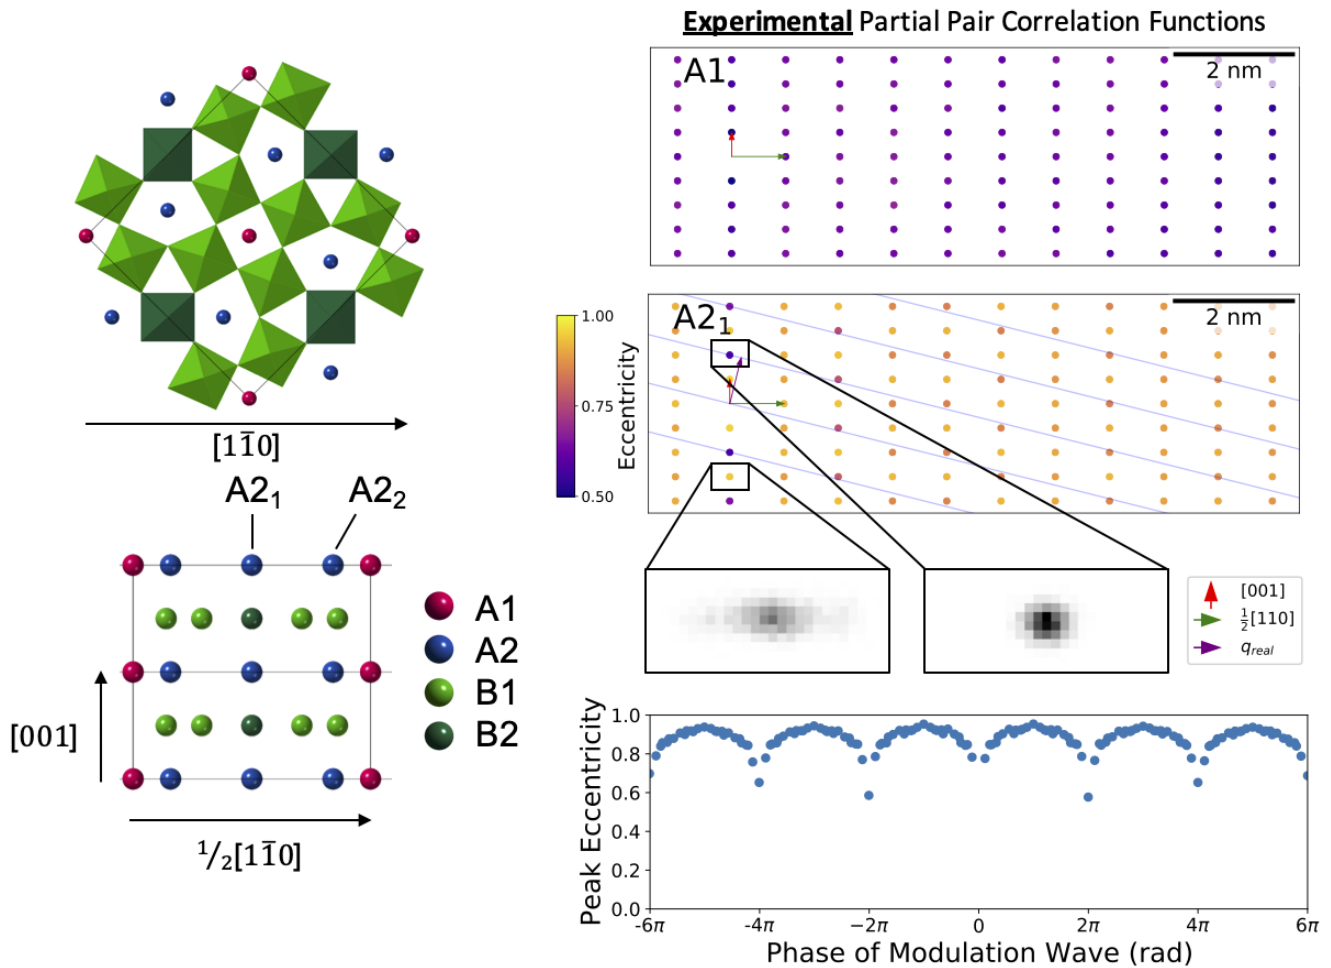 Experimental Partial Pair Correlation Functions
A1
2 nm
[11̅0]
A2₁
2 nm
1.00
0.75
0.50
Eccentricity
A2₁
A2₂
[001]
½[11̅0]
A1
A2
B1
B2
[001]
½[110]
q_real
Peak Eccentricity
1.0
0.8
0.6
0.4
0.2
0.0
-6π
-4π
−2π
0
2π
4π
6π
Phase of Modulation Wave (rad)